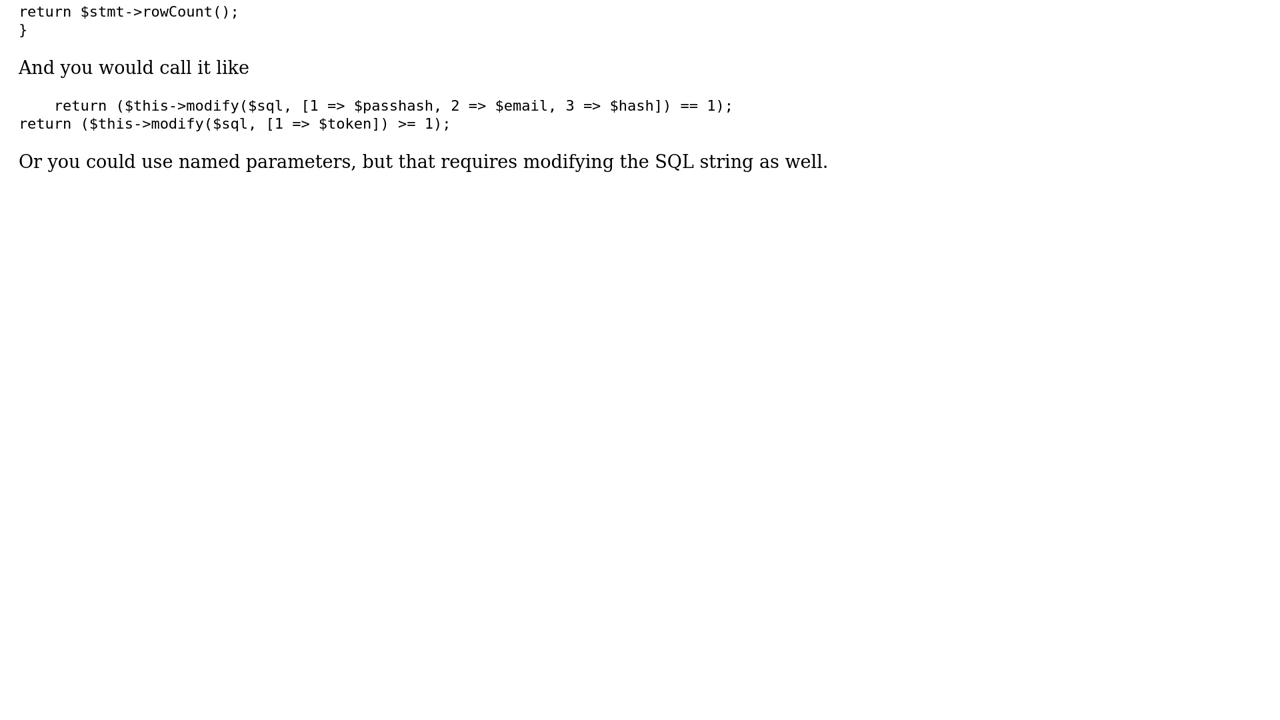 return $stmt->rowCount();
}
And you would call it like
    return ($this->modify($sql, [1 => $passhash, 2 => $email, 3 => $hash]) == 1);
return ($this->modify($sql, [1 => $token]) >= 1);
Or you could use named parameters, but that requires modifying the SQL string as well.